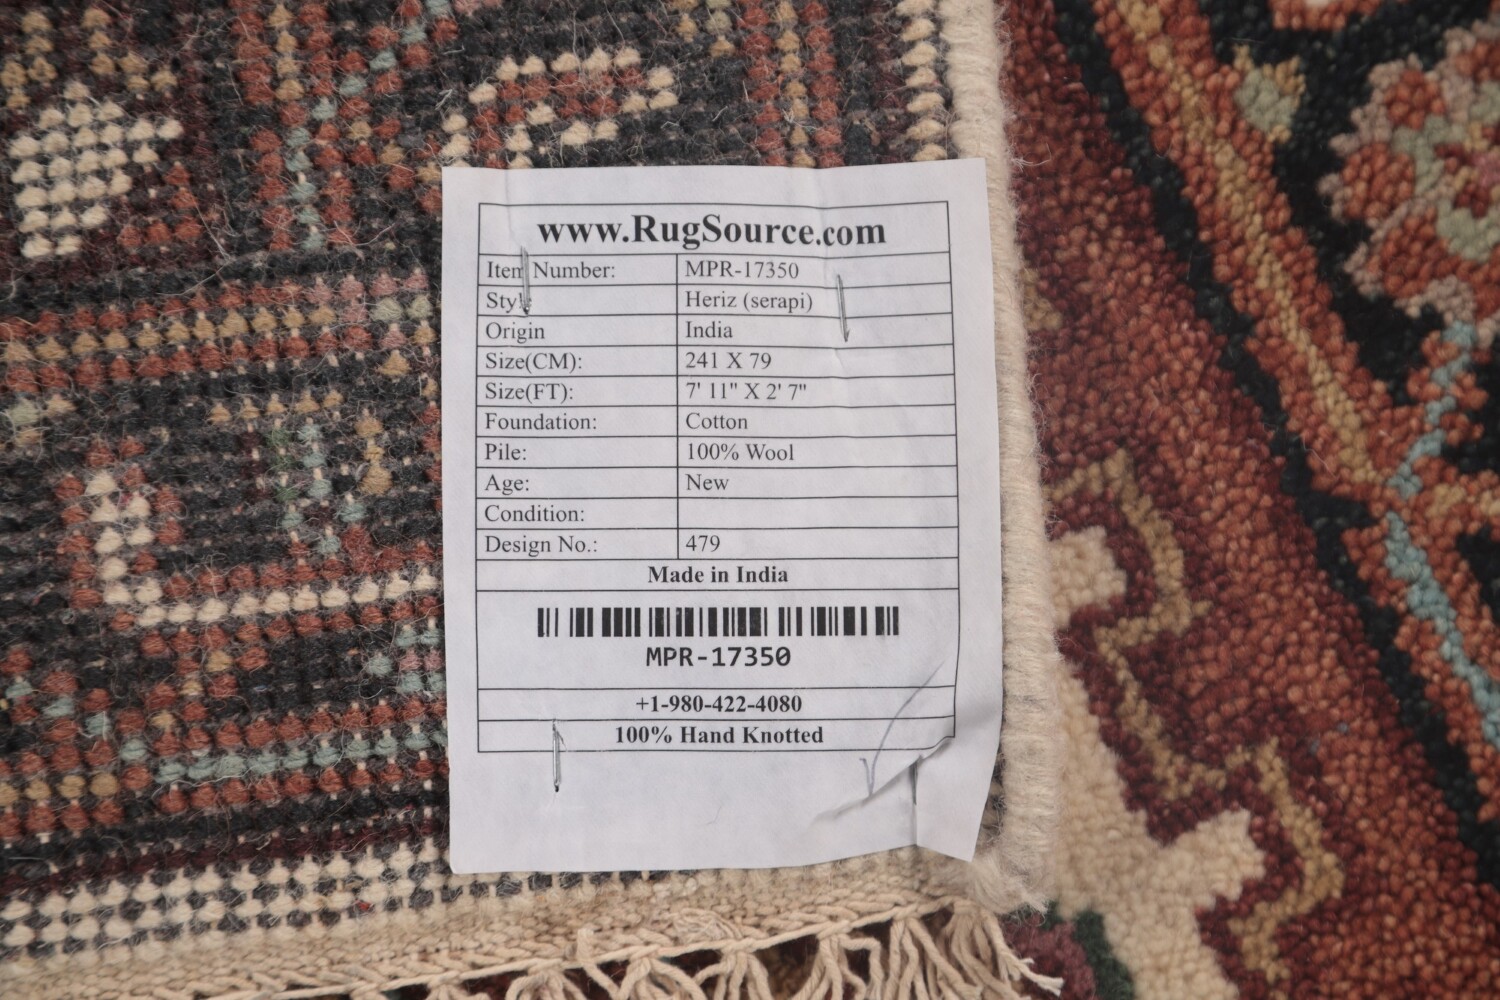 www.RugSource.com
Item Number: MPR-17350
Style Heriz (serapi)
Origin India
Size(CM): 241 X 79
Size(FT): 7' 11" X 2' 7"
Foundation: Cotton
Pile: 100% Wool
Age: New
Condition:
Design No.: 479
Made in India
MPR-17350
+1-980-422-4080
100% Hand Knotted